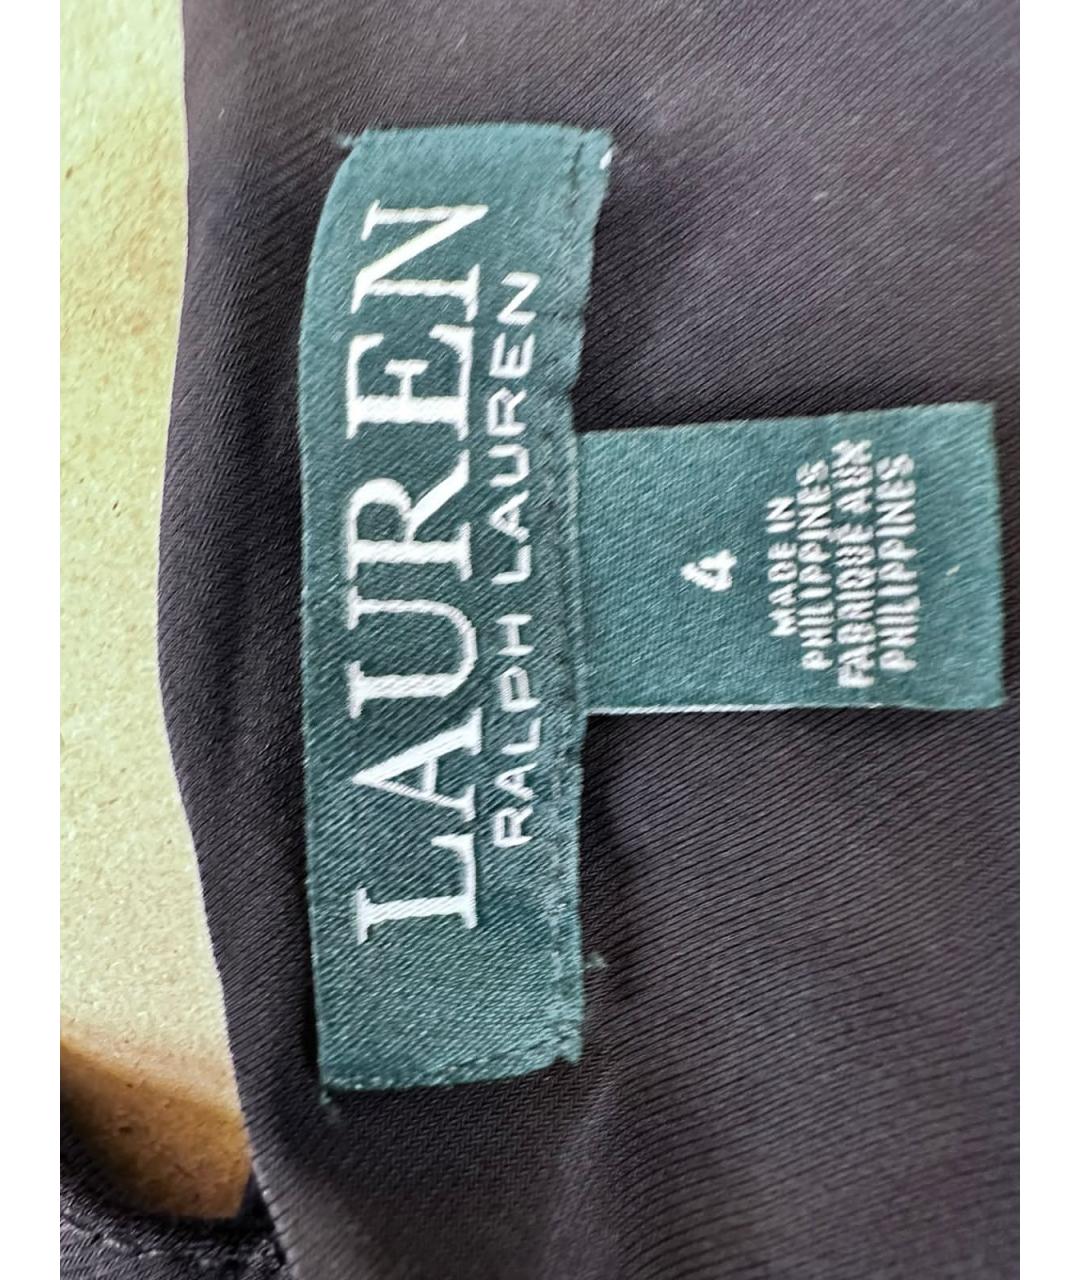 LAUREN
RALPH LAUREN
4
MADE IN
PHILIPPINES
FABRIQUÉ AUX
PHILIPPINES